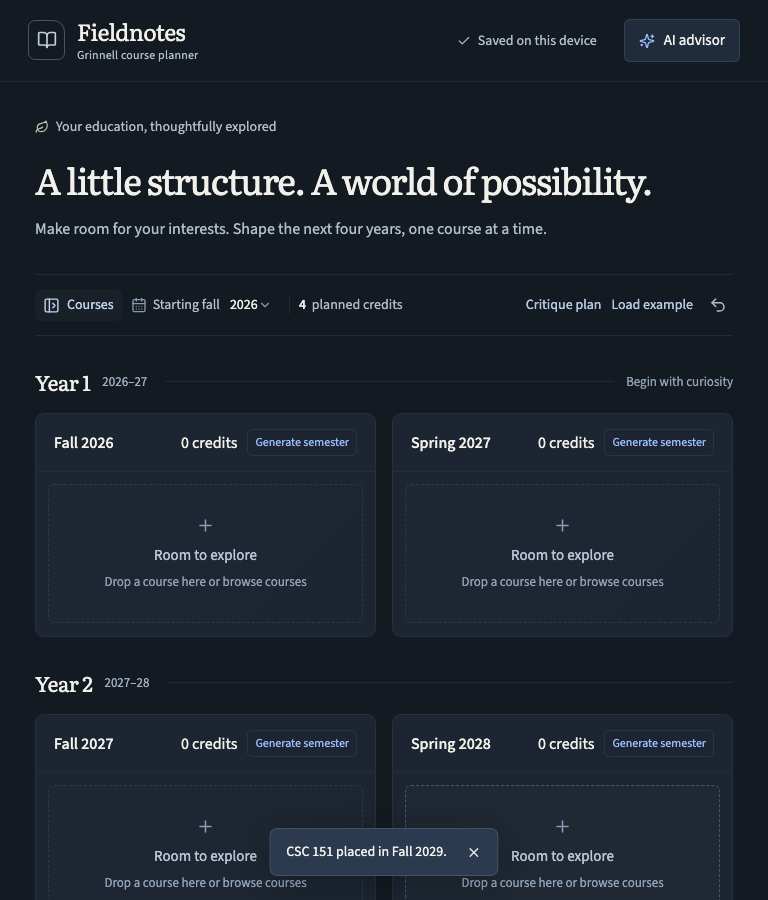 Fieldnotes
Grinnell course planner
Saved on this device
AI advisor
Your education, thoughtfully explored
A little structure. A world of possibility.
Make room for your interests. Shape the next four years, one course at a time.
Courses
Starting fall 2026
4 planned credits
Critique plan
Load example
Year 1 2026–27
Begin with curiosity
Fall 2026 0 credits Generate semester
Room to explore
Drop a course here or browse courses
Spring 2027 0 credits Generate semester
Room to explore
Drop a course here or browse courses
Year 2 2027–28
Fall 2027 0 credits Generate semester
Room to explore
Drop a course here or browse courses
Spring 2028 0 credits Generate semester
Room to explore
Drop a course here or browse courses
CSC 151 placed in Fall 2029.